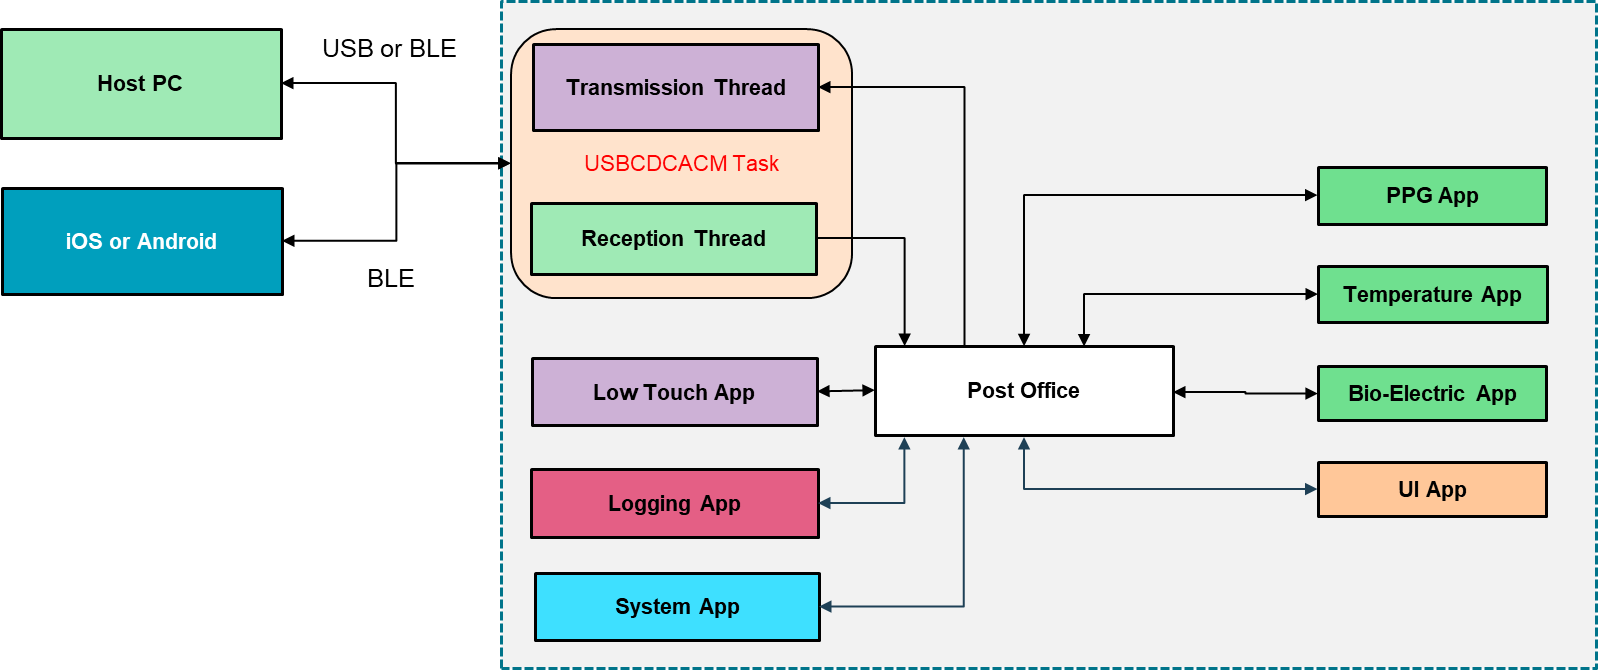 Host PC
USB or BLE
iOS or Android
BLE
Transmission Thread
USBCDCACM Task
Reception Thread
Low Touch App
Logging App
System App
Post Office
PPG App
Temperature App
Bio-Electric App
UI App